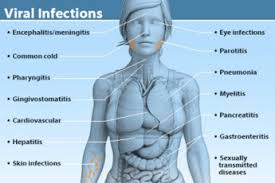 Viral Infections
• Encephalitis/meningitis
• Common cold
• Pharyngitis
• Gingivostomatitis
• Cardiovascular
• Hepatitis
• Skin infections
• Eye infections
• Parotitis
• Pneumonia
• Myelitis
• Pancreatitis
• Gastroenteritis
• Sexually
transmitted
diseases